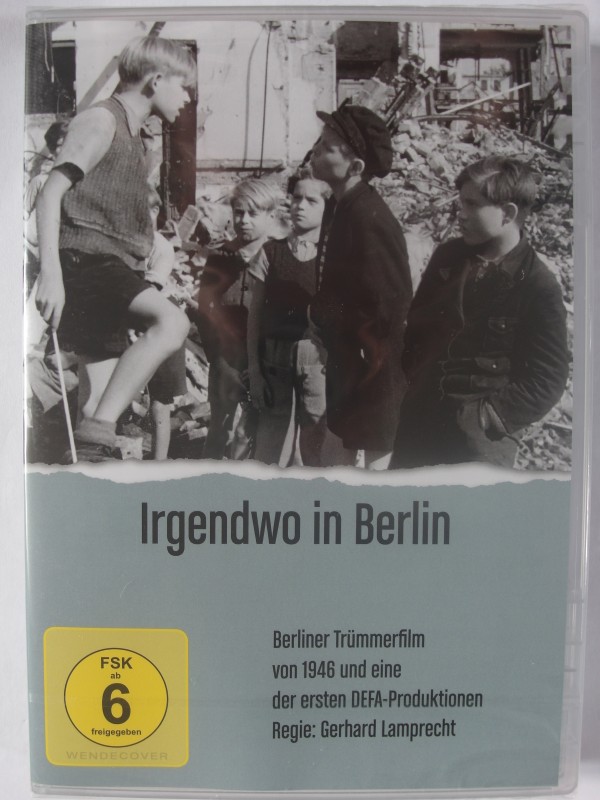 Irgendwo in Berlin
Berliner Trümmerfilm
von 1946 und eine
der ersten DEFA-Produktionen
Regie: Gerhard Lamprecht
FSK
ab
6
freigegeben
WENDECOVER